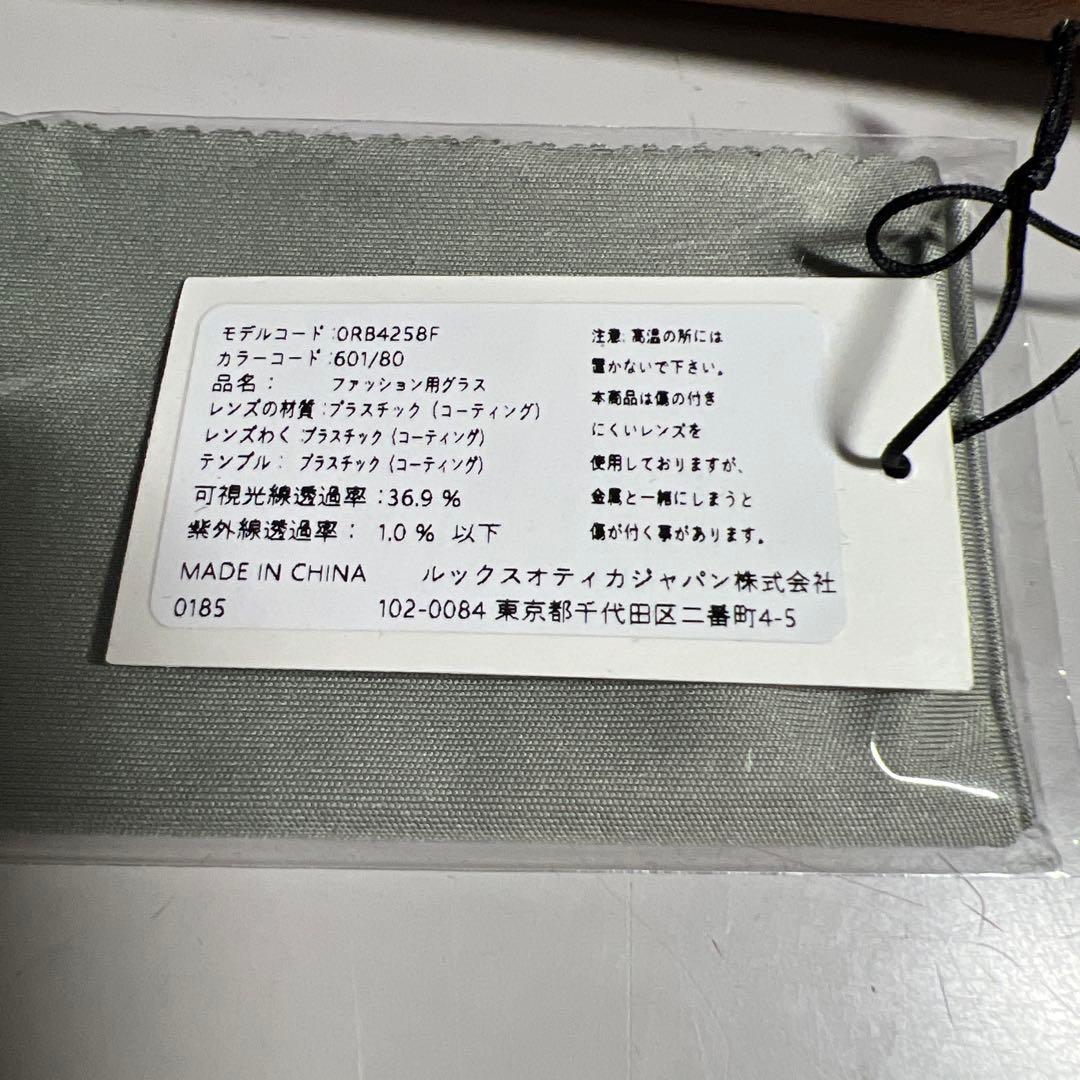 モデルコード:0RB4258F
カラーコード:601/80
品名: ファッション用グラス
レンズの材質:プラスチック (コーティング)
レンズわく プラスチック (コーティング)
テンプル: プラスチック (コーティング)
可視光線透過率:36.9 %
紫外線透過率: 1.0 % 以下
注意:高温の所には
置かないで下さい。
本商品は傷の付き
にくいレンズを
使用しておりますが、
金属と一緒にしまうと
傷が付く事があります。
MADE IN CHINA ルックスオティカジャパン株式会社
0185 102-0084 東京都千代田区二番町4-5